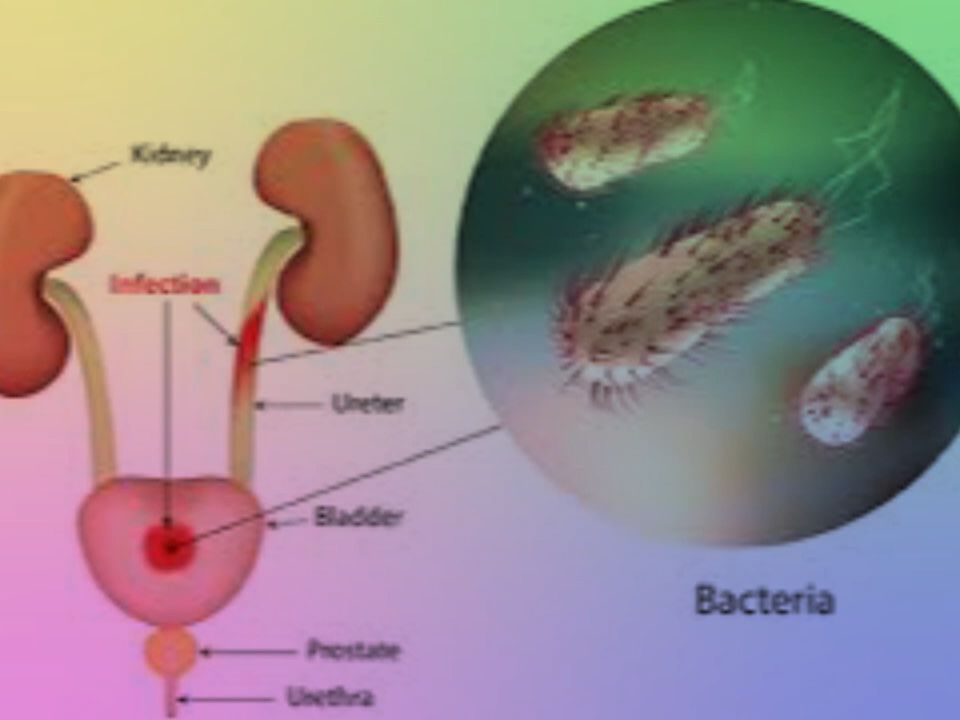 Kidney
Infection
Ureter
Bladder
Bacteria
Prostate
Urethra